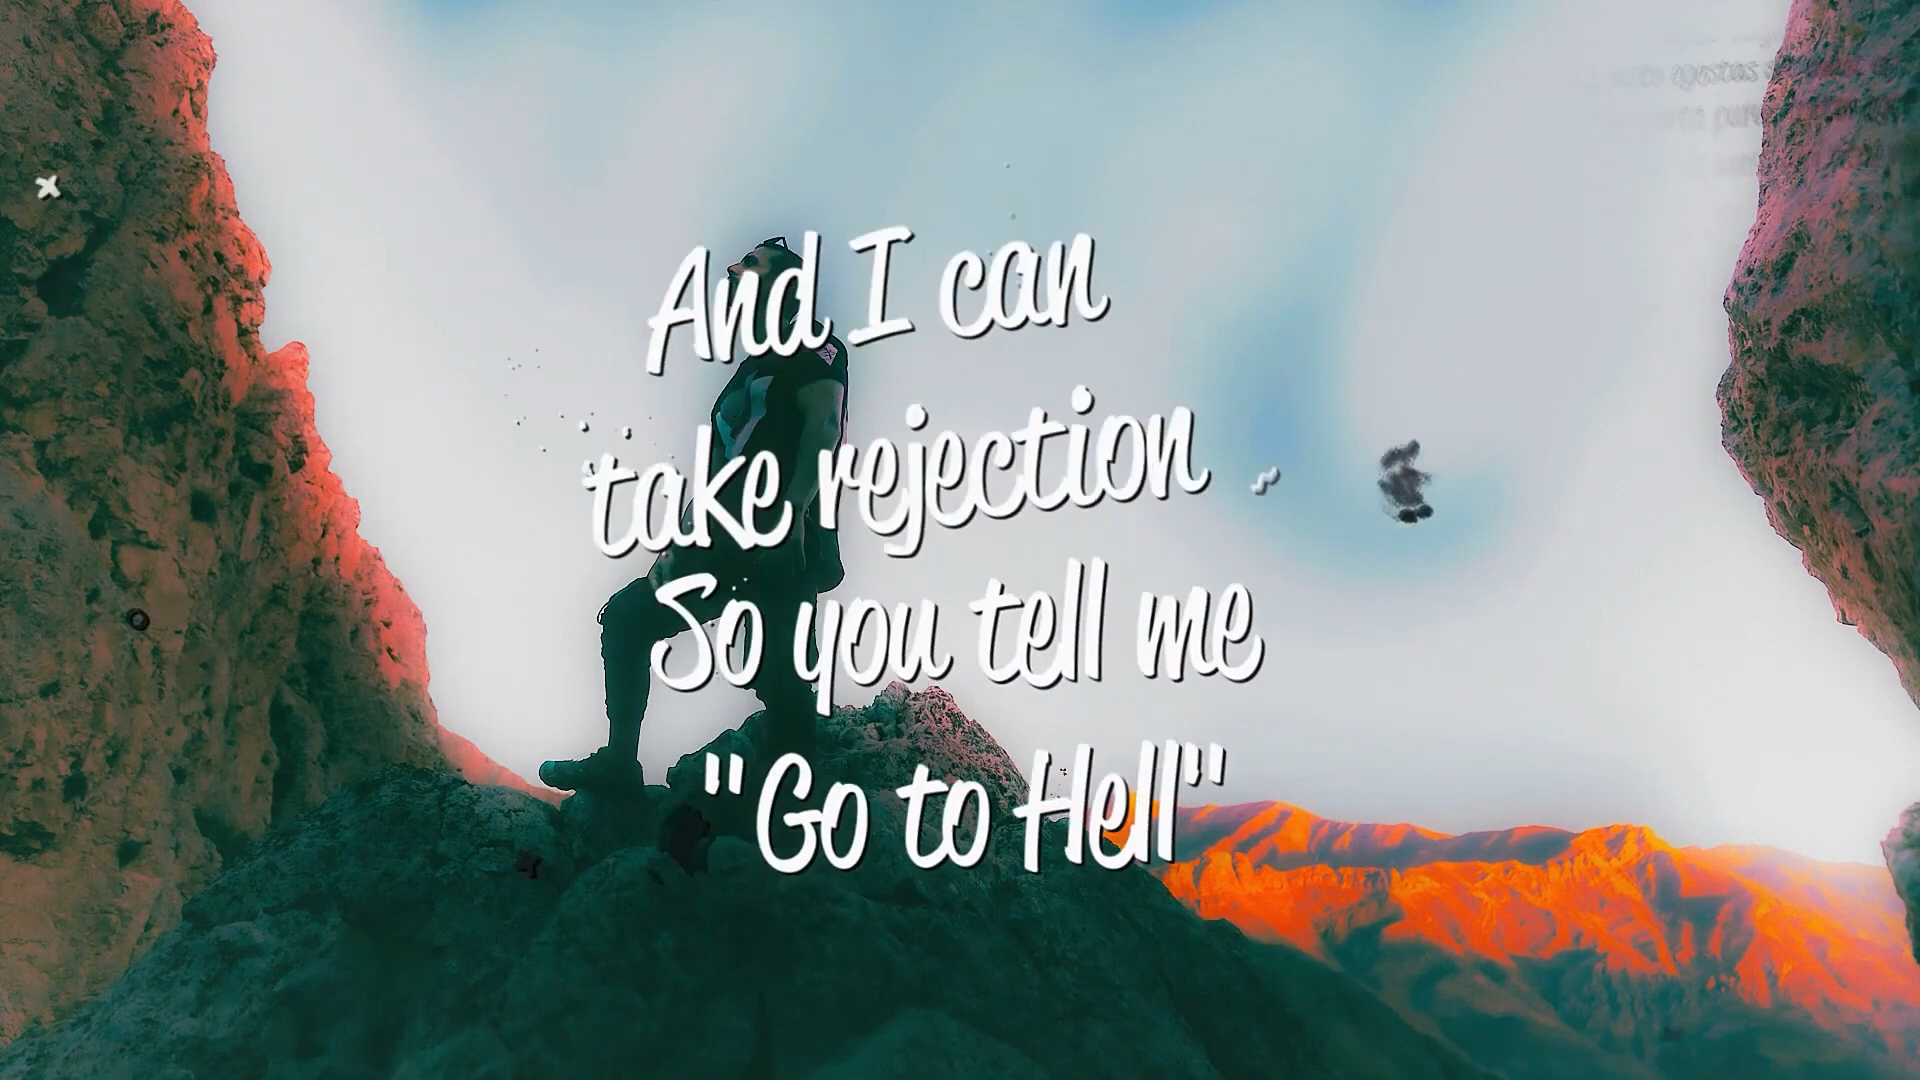 And I can
take rejection
So you tell me
"Go to Hell"